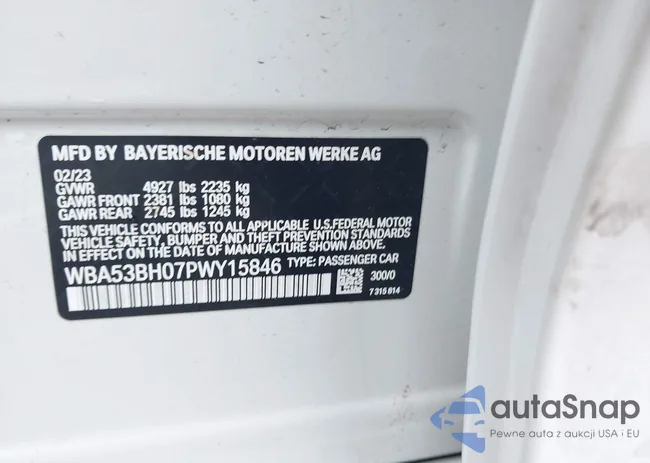 MFD BY BAYERISCHE MOTOREN WERKE AG
02/23
GVWR 4927 lbs 2235 kg
GAWR FRONT 2381 lbs 1080 kg
GAWR REAR 2745 lbs 1245 kg
THIS VEHICLE CONFORMS TO ALL APPLICABLE U.S.FEDERAL MOTOR
VEHICLE SAFETY, BUMPER AND THEFT PREVENTION STANDARDS
IN EFFECT ON THE DATE OF MANUFACTURE SHOWN ABOVE.
WBA53BH07PWY15846 TYPE: PASSENGER CAR
300/0
7 315 814
autaSnap
Pewne auta z aukcji USA i EU